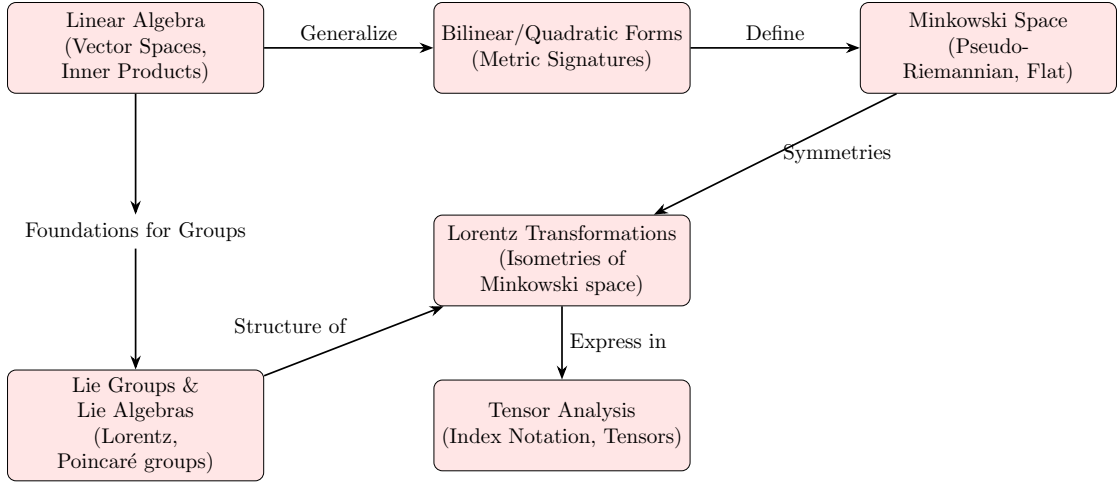 Linear Algebra
(Vector Spaces,
Inner Products)
Generalize
Bilinear/Quadratic Forms
(Metric Signatures)
Define
Minkowski Space
(Pseudo-
Riemannian, Flat)
Symmetries
Foundations for Groups
Lorentz Transformations
(Isometries of
Minkowski space)
Structure of
Express in
Lie Groups &
Lie Algebras
(Lorentz,
Poincaré groups)
Tensor Analysis
(Index Notation, Tensors)